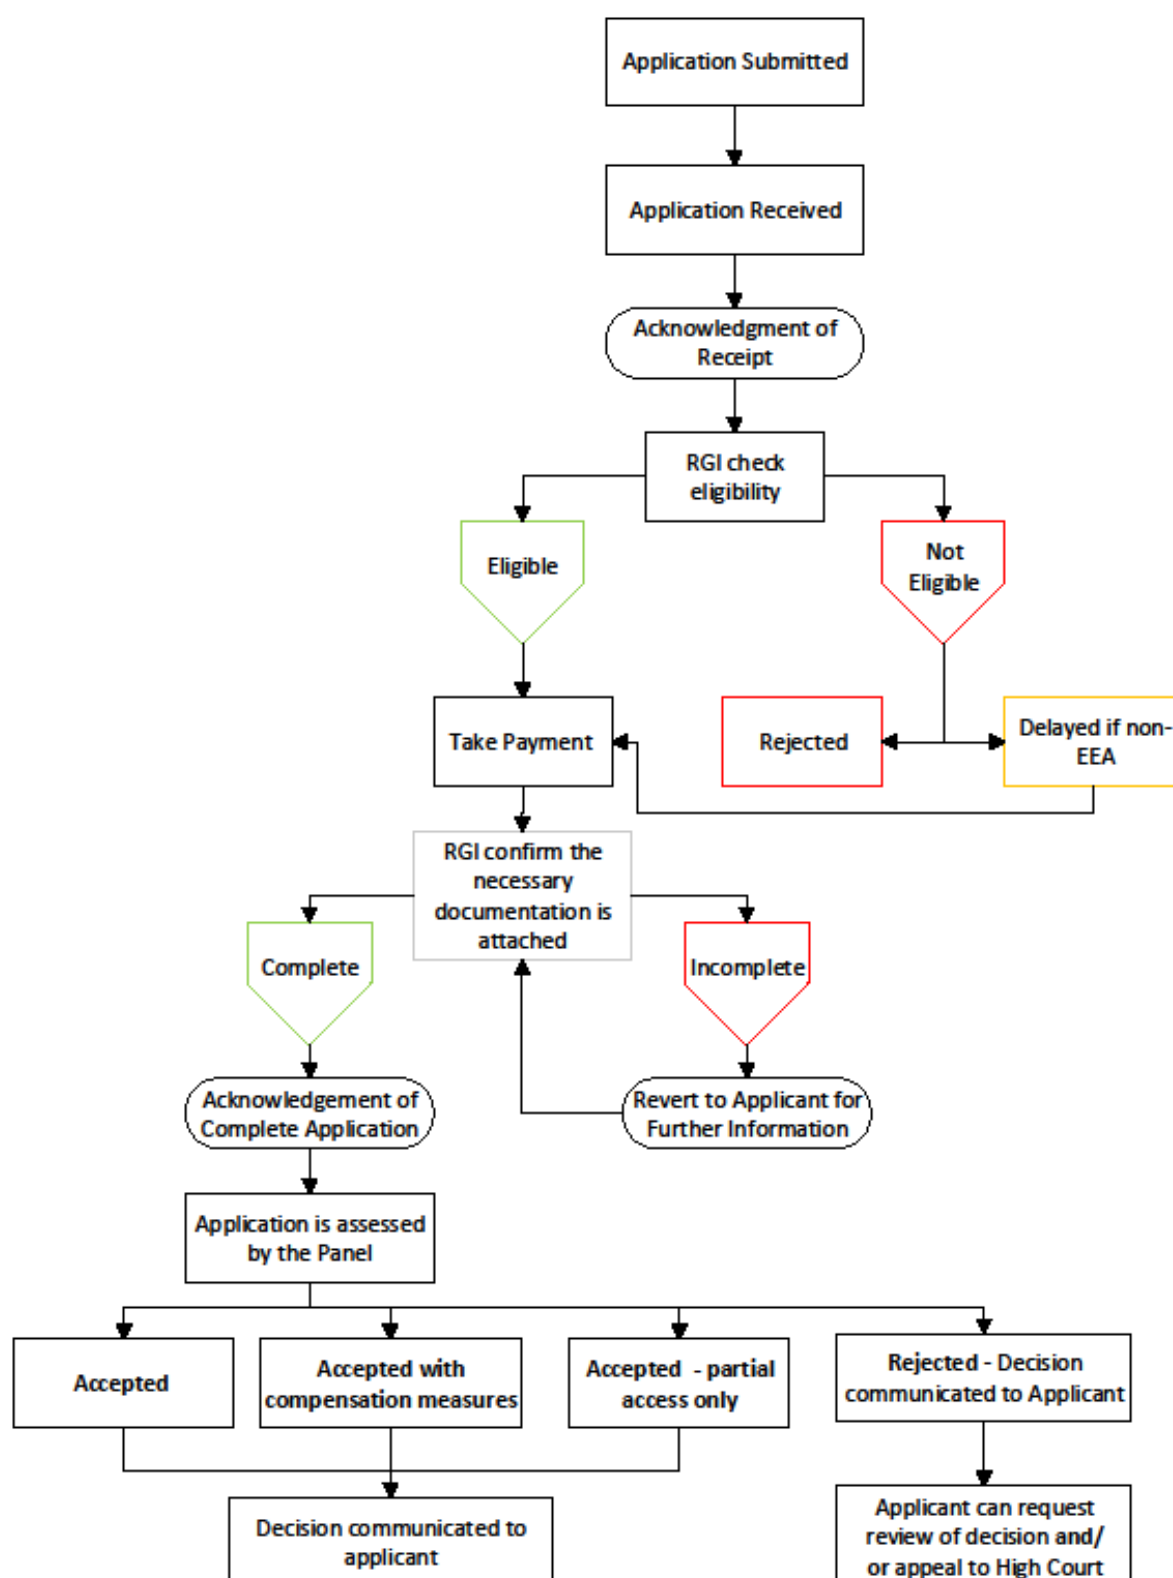 Application Submitted
Application Received
Acknowledgment of
Receipt
RGI check
eligibility
Eligible
Not
Eligible
Take Payment
Rejected
Delayed if non-
EEA
RGI confirm the
necessary
documentation is
attached
Complete
Incomplete
Acknowledgement of
Complete Application
Revert to Applicant for
Further Information
Application is assessed
by the Panel
Accepted
Accepted with
compensation measures
Accepted - partial
access only
Rejected - Decision
communicated to Applicant
Decision communicated to
applicant
Applicant can request
review of decision and/
or appeal to High Court